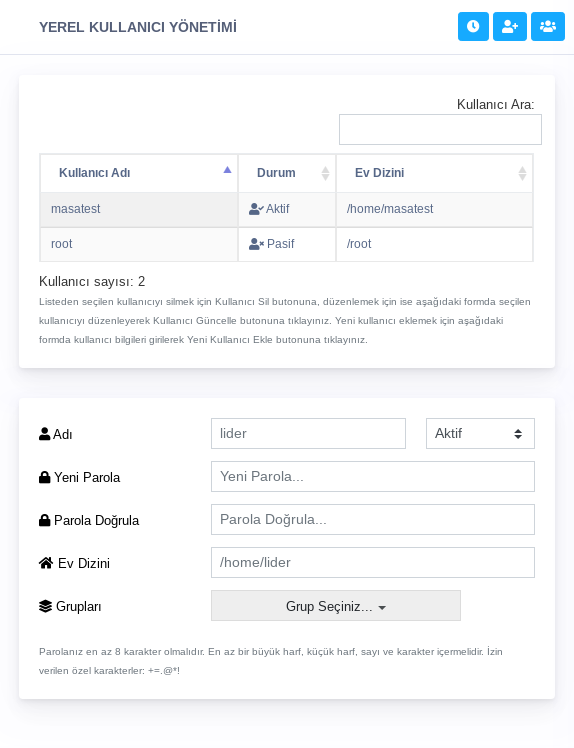 YEREL KULLANICI YÖNETİMİ
Kullanıcı Ara:
Kullanıcı Adı Durum Ev Dizini
masatest Aktif /home/masatest
root Pasif /root
Kullanıcı sayısı: 2
Listeden seçilen kullanıcıyı silmek için Kullanıcı Sil butonuna, düzenlemek için ise aşağıdaki formda seçilen
kullanıcıyı düzenleyerek Kullanıcı Güncelle butonuna tıklayınız. Yeni kullanıcı eklemek için aşağıdaki
formda kullanıcı bilgileri girilerek Yeni Kullanıcı Ekle butonuna tıklayınız.
Adı lider Aktif
Yeni Parola Yeni Parola...
Parola Doğrula Parola Doğrula...
Ev Dizini /home/lider
Grupları Grup Seçiniz...
Parolanız en az 8 karakter olmalıdır. En az bir büyük harf, küçük harf, sayı ve karakter içermelidir. İzin
verilen özel karakterler: +=.@*!